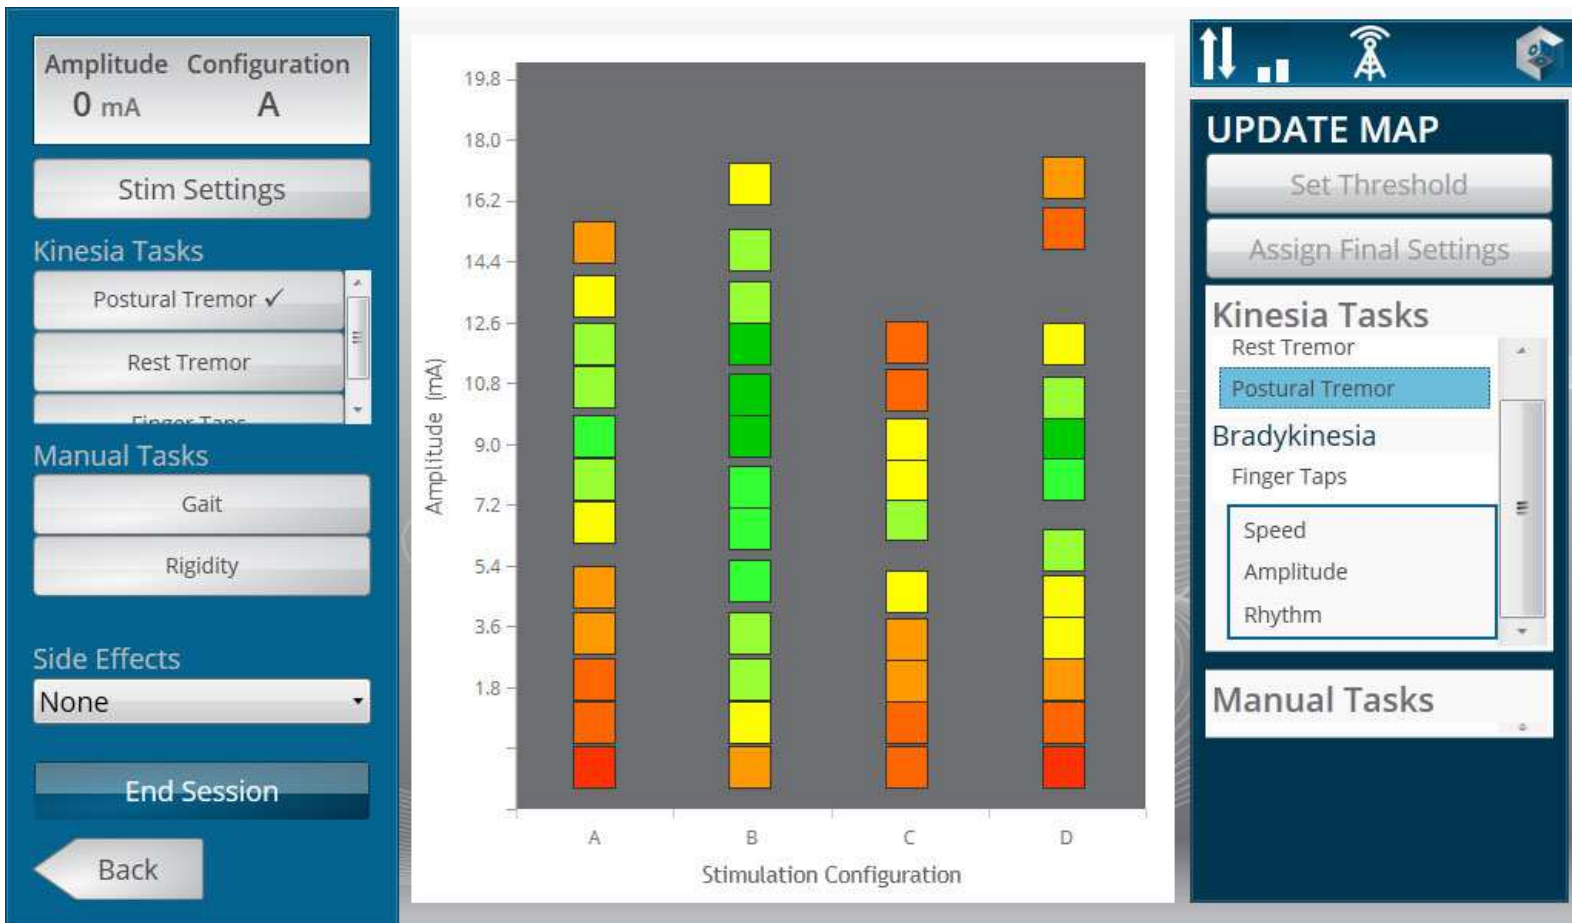 Amplitude Configuration
0 mA A
Stim Settings
Kinesia Tasks
Postural Tremor ✓
Rest Tremor
Finger Taps
Manual Tasks
Gait
Rigidity
Side Effects
None
End Session
Back
19.8
18.0
16.2
14.4
12.6
10.8
9.0
7.2
5.4
3.6
1.8
Amplitude (mA)
A B C D
Stimulation Configuration
UPDATE MAP
Set Threshold
Assign Final Settings
Kinesia Tasks
Rest Tremor
Postural Tremor
Bradykinesia
Finger Taps
Speed
Amplitude
Rhythm
Manual Tasks